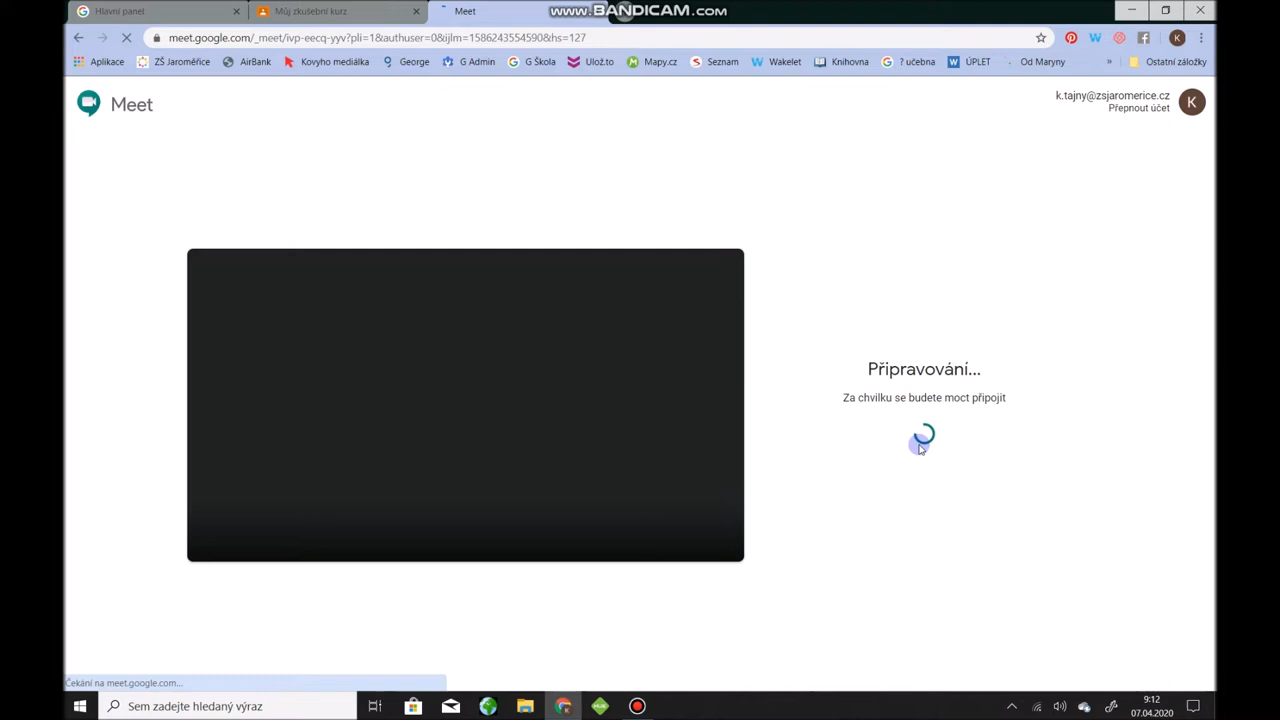 www.BANDICAM.com
Hlavní panel
Můj zkušební kurz
Meet
meet.google.com/_meet/ivp-eecq-yyv?pli=1&authuser=0&ijlm=1586243554590&hs=127
Aplikace ZŠ Jaroměřice AirBank Kovyho mediálka George G Admin G Škola Ulož.to Mapy.cz Seznam Wakelet Knihovna ? učebna ÚPLET Od Maryny » Ostatní záložky
Meet
k.tajny@zsjaromerice.cz
Přepnout účet
K
Připravování...
Za chvilku se budete moct připojit
Čekání na meet.google.com...
Sem zadejte hledaný výraz
9:12
07.04.2020